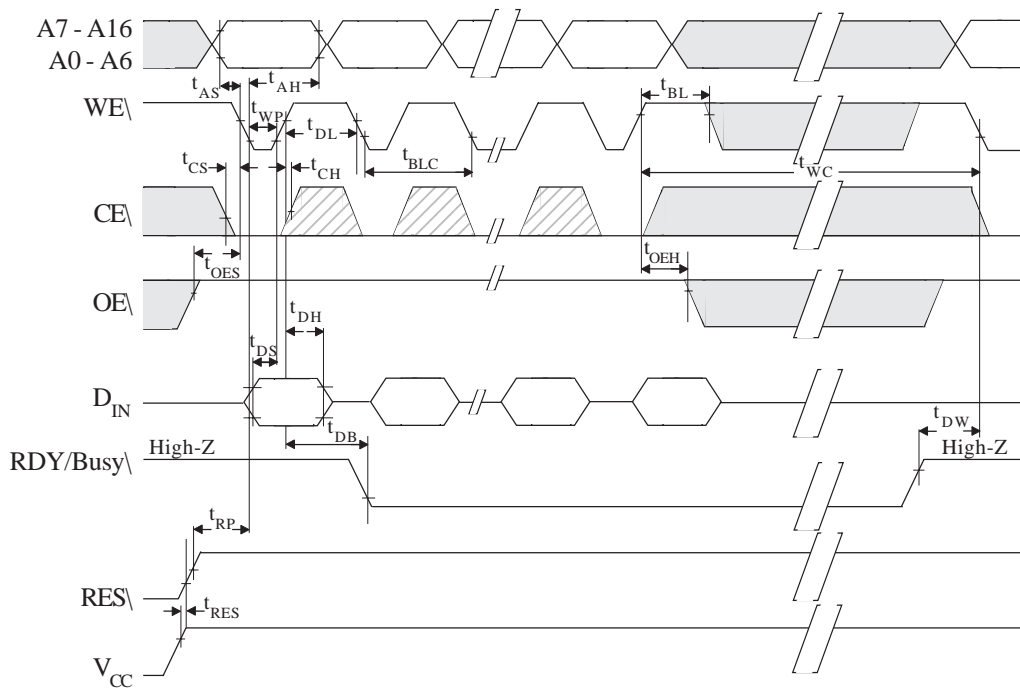 A7 - A16
A0 - A6
tAS
tAH
WE\
tWP
tDL
tBL
tBLC
tWC
tCS
tCH
CE\
tOES
tOEH
OE\
tDH
tDS
DIN
tDB
tDW
RDY/Busy\
High-Z
High-Z
tRP
RES\
tRES
VCC